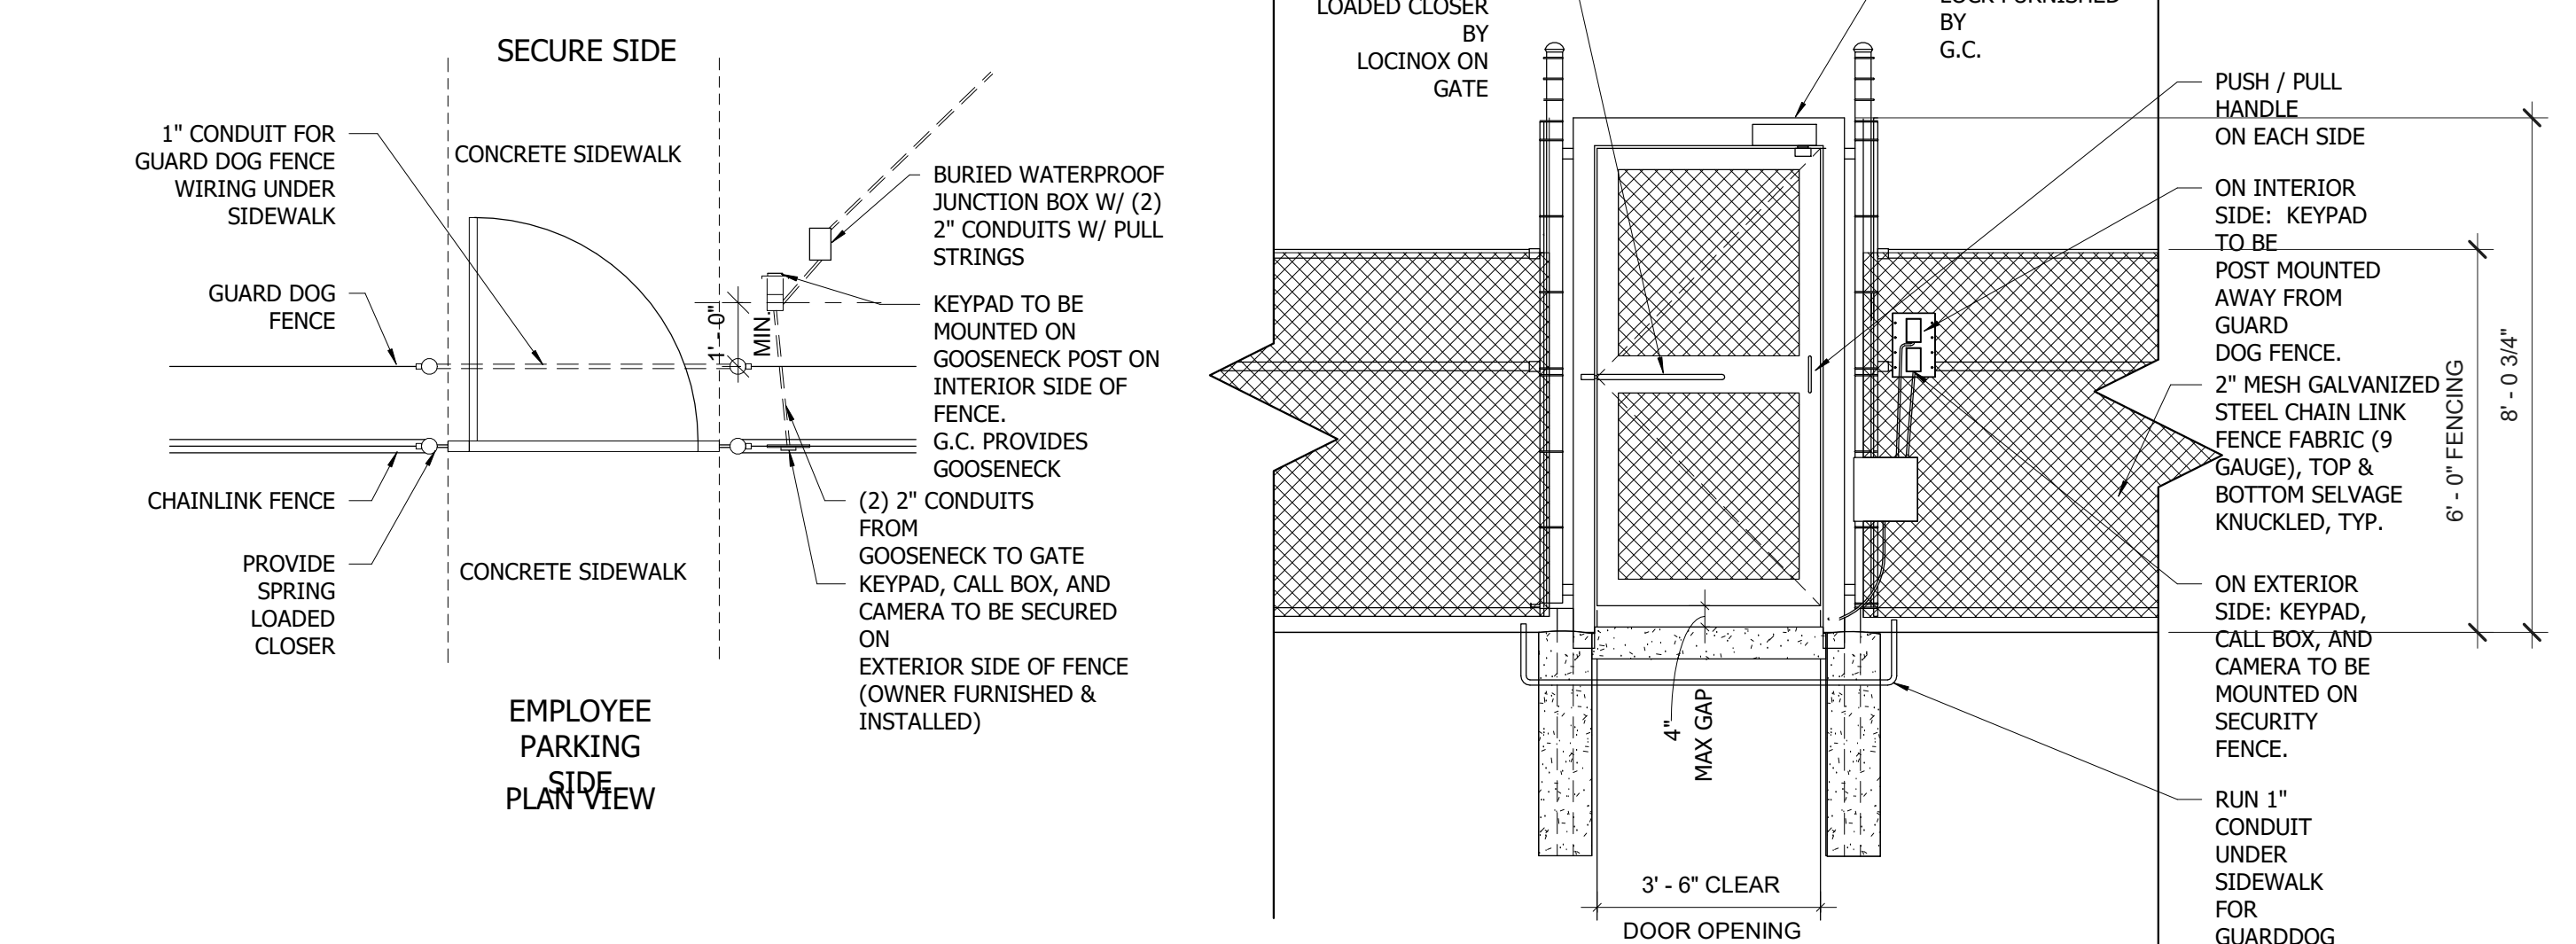 SECURE SIDE
1" CONDUIT FOR
GUARD DOG FENCE
WIRING UNDER
SIDEWALK
CONCRETE SIDEWALK
BURIED WATERPROOF
JUNCTION BOX W/ (2)
2" CONDUITS W/ PULL
STRINGS
GUARD DOG
FENCE
1' - 0"
MIN.
KEYPAD TO BE
MOUNTED ON
GOOSENECK POST ON
INTERIOR SIDE OF
FENCE.
G.C. PROVIDES
GOOSENECK
CHAINLINK FENCE
(2) 2" CONDUITS
FROM
GOOSENECK TO GATE
KEYPAD, CALL BOX, AND
CAMERA TO BE SECURED
ON
EXTERIOR SIDE OF FENCE
(OWNER FURNISHED &
INSTALLED)
PROVIDE
SPRING
LOADED
CLOSER
CONCRETE SIDEWALK
EMPLOYEE
PARKING
SIDE
PLAN VIEW
LOADED CLOSER
BY
LOCINOX ON
GATE
LOCK FURNISHED
BY
G.C.
PUSH / PULL
HANDLE
ON EACH SIDE
ON INTERIOR
SIDE: KEYPAD
TO BE
POST MOUNTED
AWAY FROM
GUARD
DOG FENCE.
2" MESH GALVANIZED
STEEL CHAIN LINK
FENCE FABRIC (9
GAUGE), TOP &
BOTTOM SELVAGE
KNUCKLED, TYP.
6' - 0" FENCING
8' - 0 3/4"
ON EXTERIOR
SIDE: KEYPAD,
CALL BOX, AND
CAMERA TO BE
MOUNTED ON
SECURITY
FENCE.
RUN 1"
CONDUIT
UNDER
SIDEWALK
FOR
GUARDDOG
4"
MAX GAP
3' - 6" CLEAR
DOOR OPENING